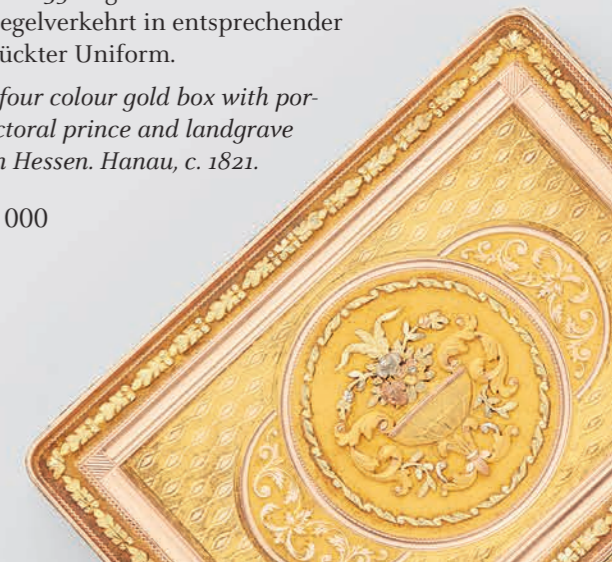 egelverkehrt in entsprechender
ückter Uniform.
four colour gold box with por-
ctoral prince and landgrave
n Hessen. Hanau, c. 1821.
000